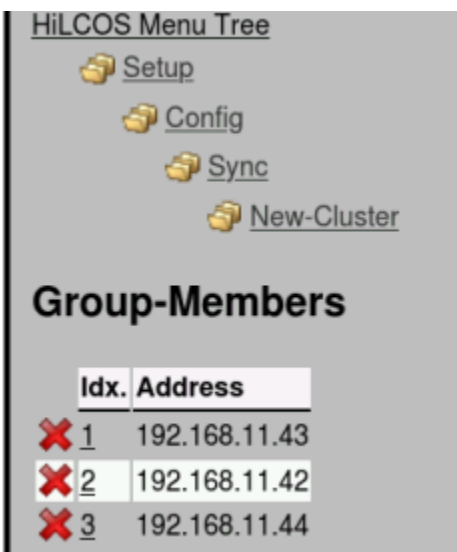 HiLCOS Menu Tree
Setup
Config
Sync
New-Cluster
Group-Members
Idx. Address
1 192.168.11.43
2 192.168.11.42
3 192.168.11.44